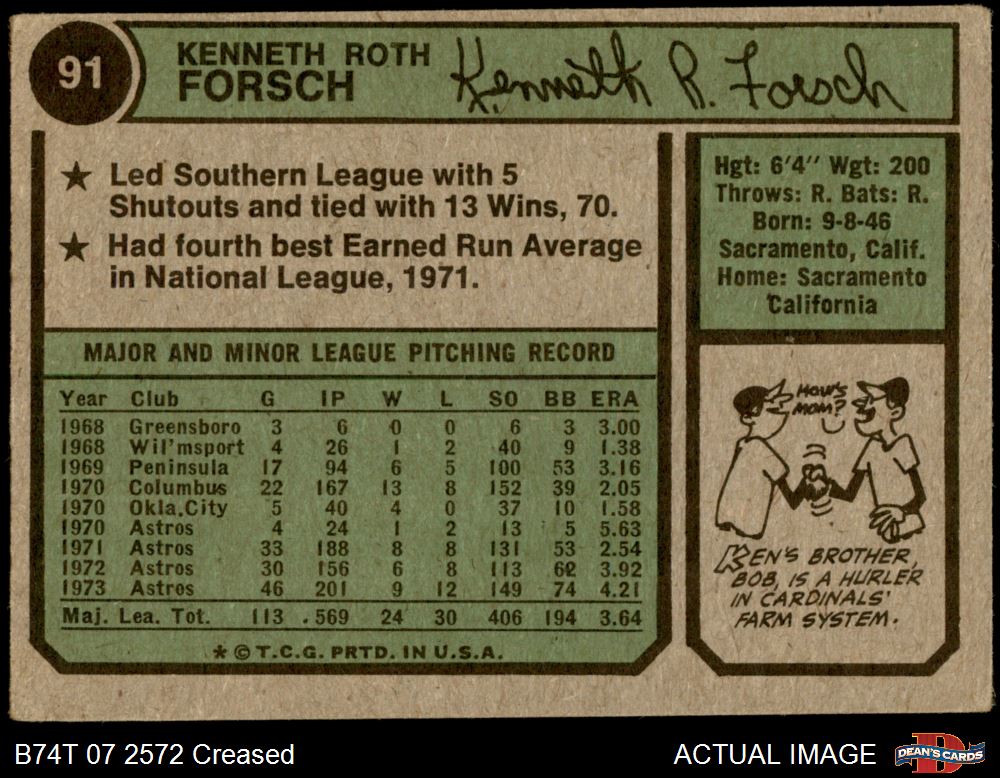 91
KENNETH ROTH
FORSCH
Kenneth R. Forsch
★ Led Southern League with 5
Shutouts and tied with 13 Wins, 70.
★ Had fourth best Earned Run Average
in National League, 1971.
Hgt: 6'4" Wgt: 200
Throws: R. Bats: R.
Born: 9-8-46
Sacramento, Calif.
Home: Sacramento
California
MAJOR AND MINOR LEAGUE PITCHING RECORD
Year Club G IP W L SO BB ERA
1968 Greensboro 3 6 0 0 6 3 3.00
1968 Wil'msport 4 26 1 2 40 9 1.38
1969 Peninsula 17 94 6 5 100 53 3.16
1970 Columbus 22 167 13 8 152 39 2.05
1970 Okla.City 5 40 4 0 37 10 1.58
1970 Astros 4 24 1 2 13 5 5.63
1971 Astros 33 188 8 8 131 53 2.54
1972 Astros 30 156 6 8 113 62 3.92
1973 Astros 46 201 9 12 149 74 4.21
Maj. Lea. Tot. 113 569 24 30 406 194 3.64
* © T.C.G. PRTD. IN U.S.A.
HOW'S
MOM?
KEN'S BROTHER,
BOB, IS A HURLER
IN CARDINALS'
FARM SYSTEM.
B74T 07 2572 Creased
ACTUAL IMAGE
DEAN'S CARDS